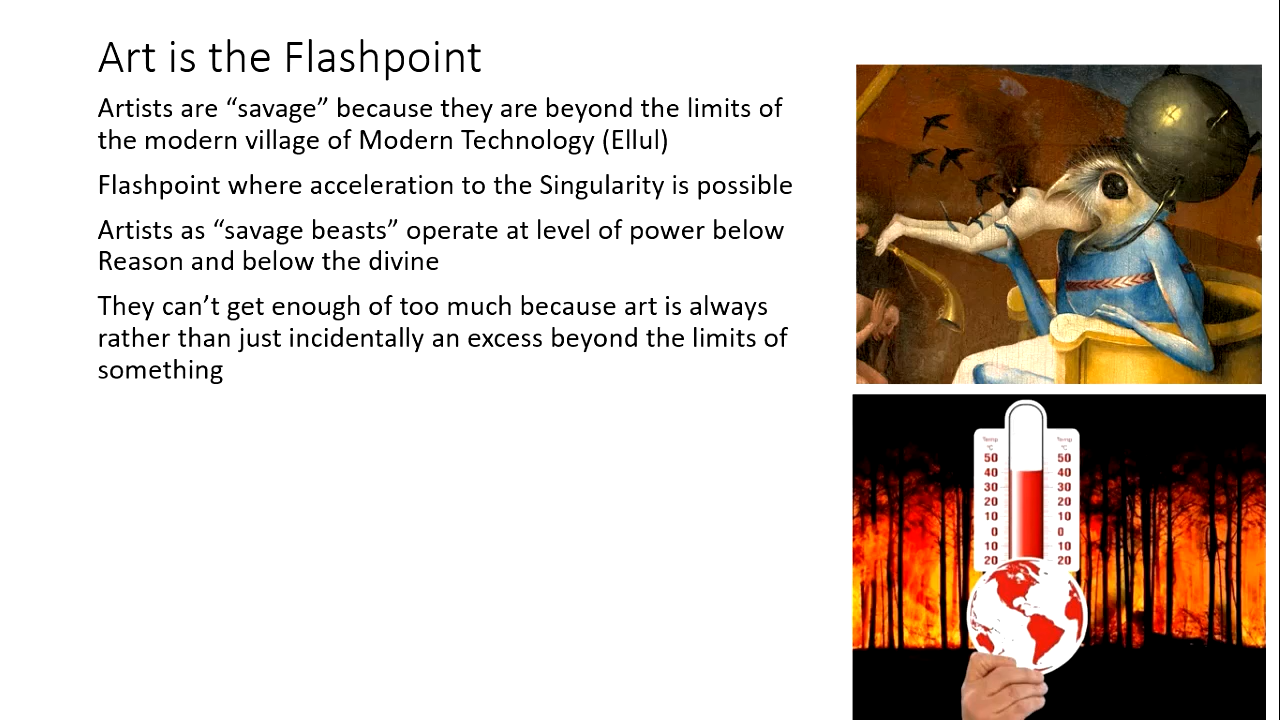 Art is the Flashpoint
Artists are “savage” because they are beyond the limits of
the modern village of Modern Technology (Ellul)
Flashpoint where acceleration to the Singularity is possible
Artists as “savage beasts” operate at level of power below
Reason and below the divine
They can’t get enough of too much because art is always
rather than just incidentally an excess beyond the limits of
something
Temp Temp
°C °C
50 50
40 40
30 30
20 20
10 10
0 0
10 10
20 20